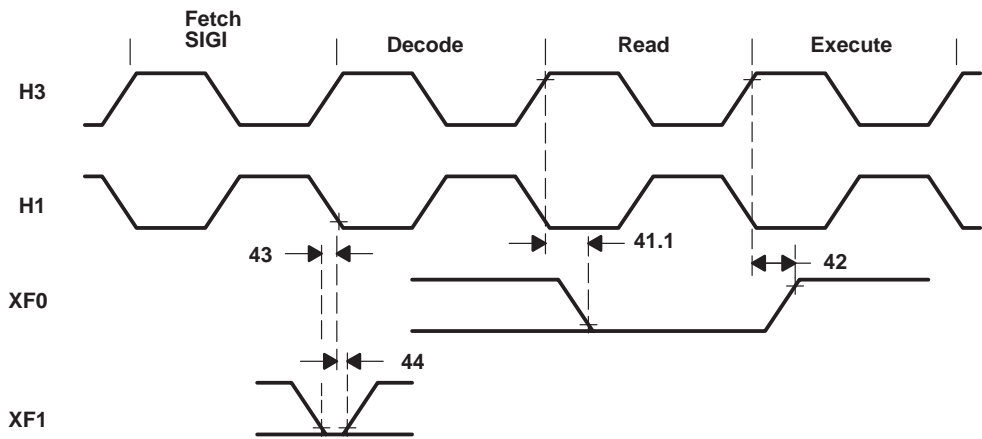 Fetch
SIGI
Decode
Read
Execute
H3
H1
43
41.1
42
XF0
44
XF1